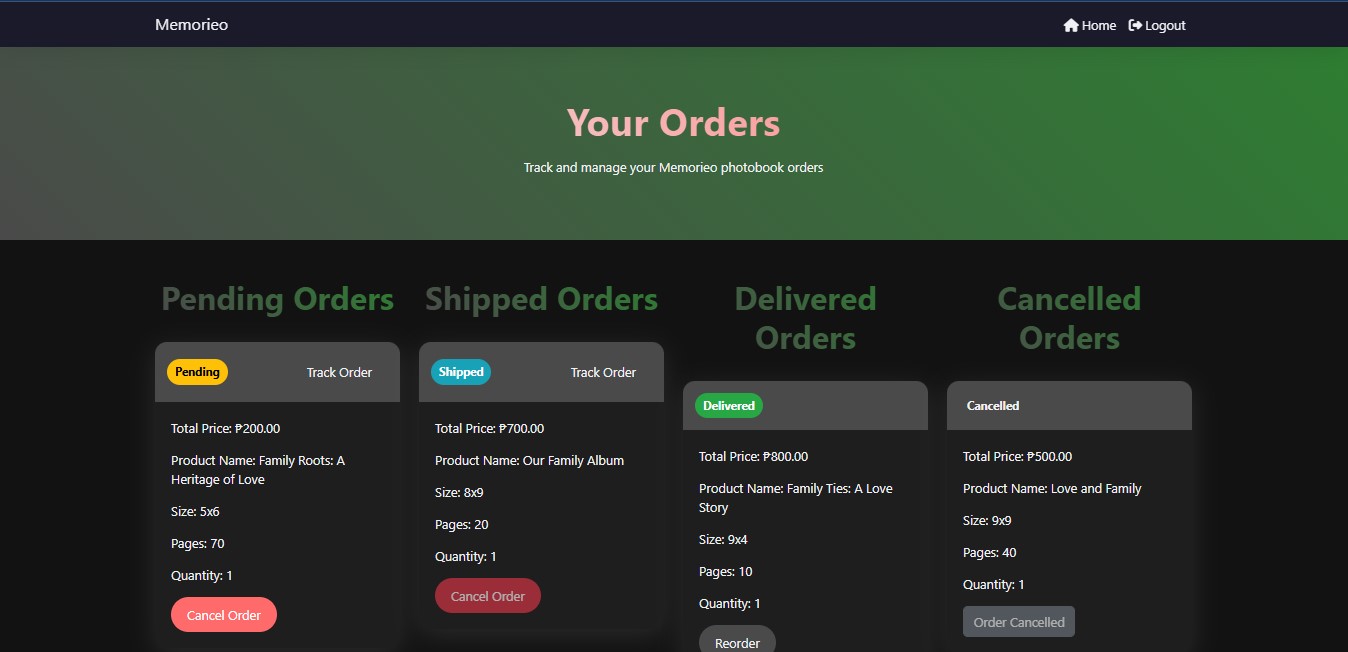 Memorieo
Home
Logout
Your Orders
Track and manage your Memorieo photobook orders
Pending Orders
Pending
Track Order
Total Price: ₱200.00
Product Name: Family Roots: A
Heritage of Love
Size: 5x6
Pages: 70
Quantity: 1
Cancel Order
Shipped Orders
Shipped
Track Order
Total Price: ₱700.00
Product Name: Our Family Album
Size: 8x9
Pages: 20
Quantity: 1
Cancel Order
Delivered
Orders
Delivered
Total Price: ₱800.00
Product Name: Family Ties: A Love
Story
Size: 9x4
Pages: 10
Quantity: 1
Reorder
Cancelled
Orders
Cancelled
Total Price: ₱500.00
Product Name: Love and Family
Size: 9x9
Pages: 40
Quantity: 1
Order Cancelled